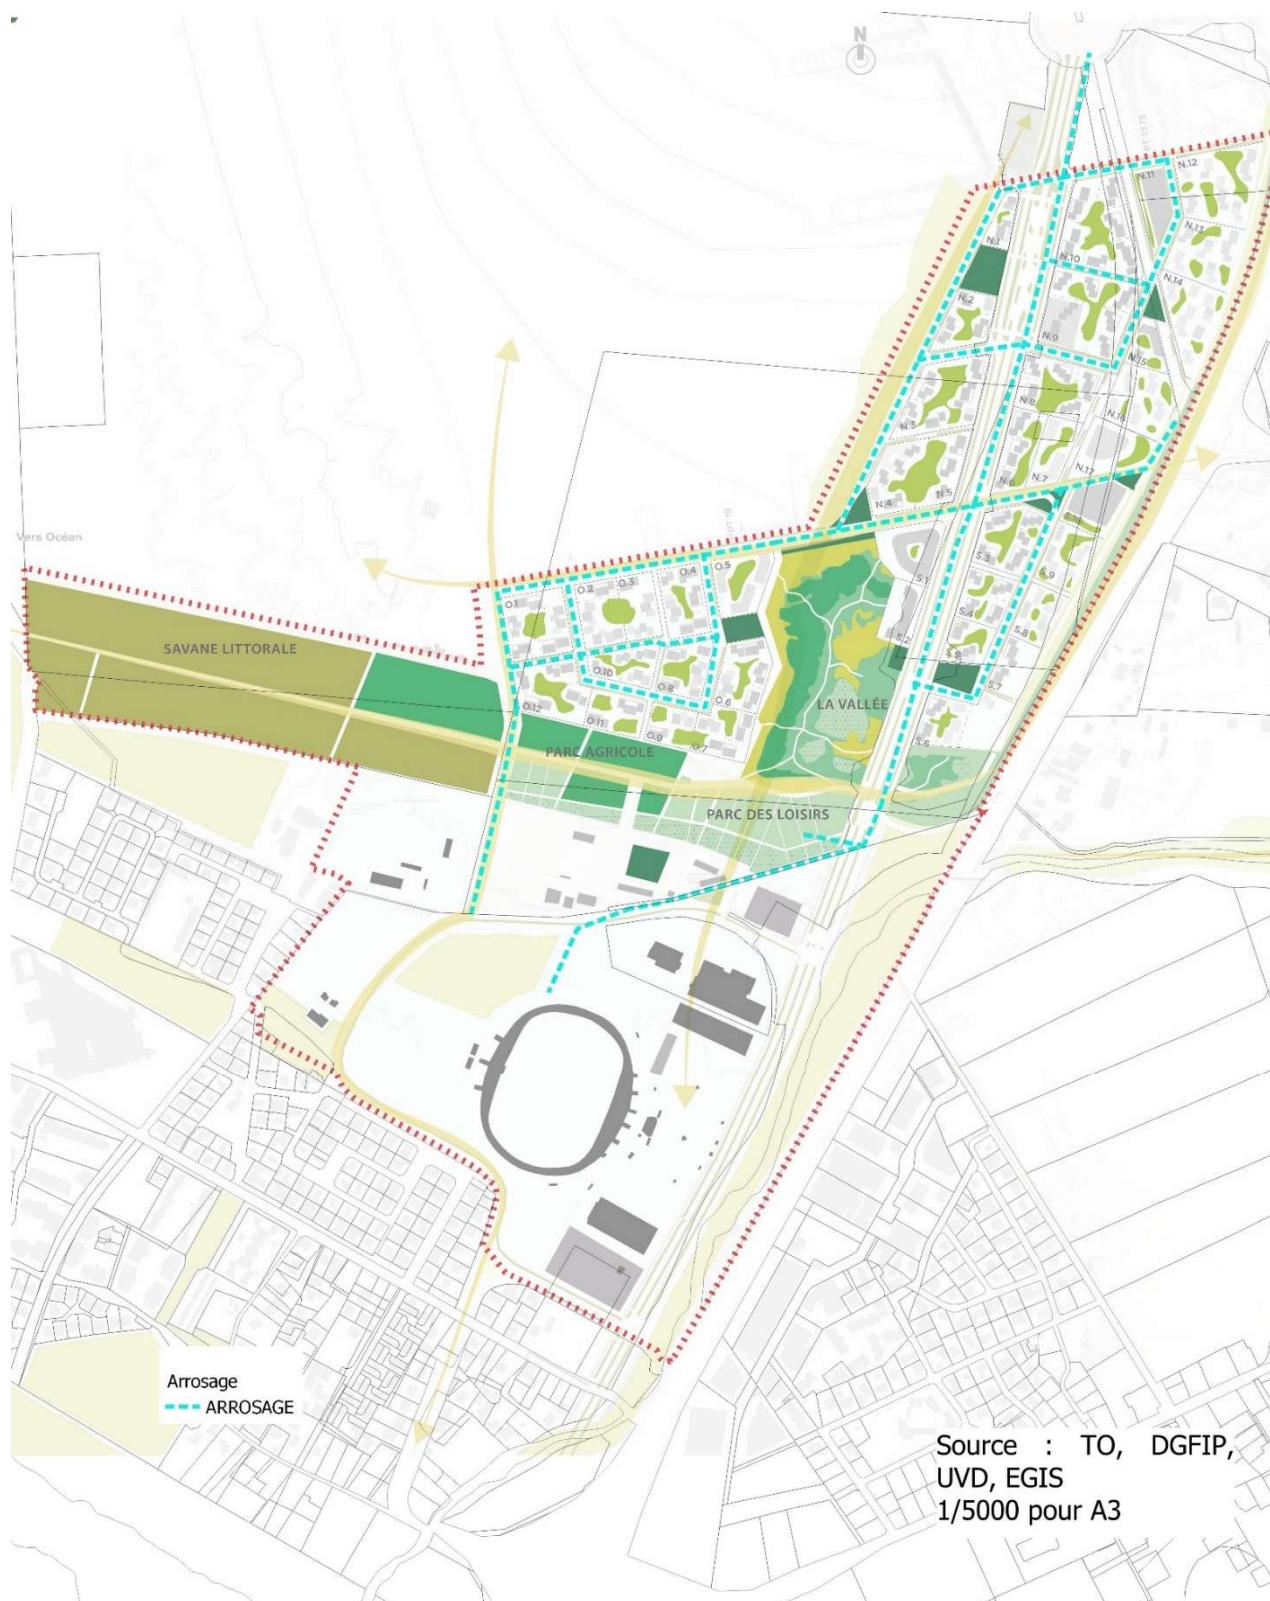 N
N.12
N.11
N.13
N.1
N.10
N.14
N.2
N.9
N.15
N.8
N.16
N.3
N.17
N.7
N.6
N.5
N.4
Vers Océan
S.10
O.5
O.4
O.3
O.2
O.1
S.3
S.1
S.9
SAVANE LITTORALE
S.4
S.8
S.2
S.5
O.10
O.8
S.7
O.6
LA VALLÉE
O.12
O.11
O.9
O.7
S.6
PARC AGRICOLE
PARC DES LOISIRS
Arrosage
ARROSAGE
Source : TO, DGFIP,
UVD, EGIS
1/5000 pour A3